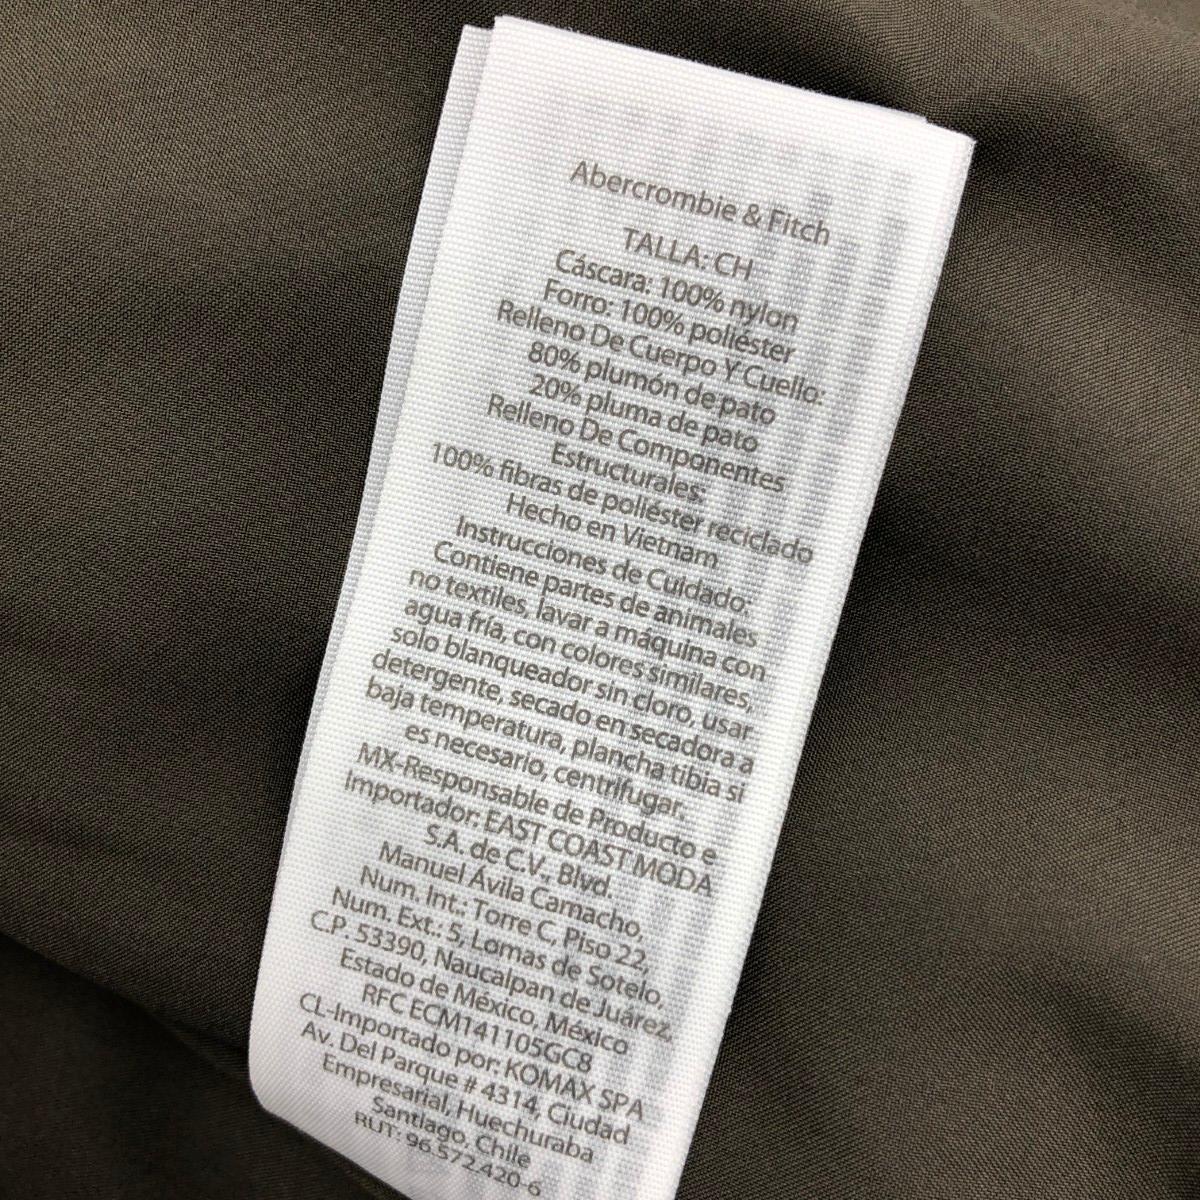 Abercrombie & Fitch
TALLA: CH
Cáscara: 100% nylon
Forro: 100% poliéster
Relleno De Cuerpo Y Cuello:
80% plumón de pato
20% pluma de pato
Relleno De Componentes
Estructurales:
100% fibras de poliéster reciclado
Hecho en Vietnam
Instrucciones de Cuidado:
Contiene partes de animales
no textiles, lavar a máquina con
agua fría, con colores similares,
solo blanqueador sin cloro, usar
detergente, secado en secadora a
baja temperatura, plancha tibia si
es necesario, centrifugar.
MX-Responsable de Producto e
Importador: EAST COAST MODA
S.A. de C.V., Blvd.
Manuel Ávila Camacho,
Num. Int.: Torre C, Piso 22,
Num. Ext.: 5, Lomas de Sotelo,
C.P. 53390, Naucalpan de Juárez,
Estado de México, México
RFC ECM141105GC8
CL-Importado por: KOMAX SPA
Av. Del Parque # 4314, Ciudad
Empresarial, Huechuraba
Santiago, Chile
RUT: 96.572.420-6